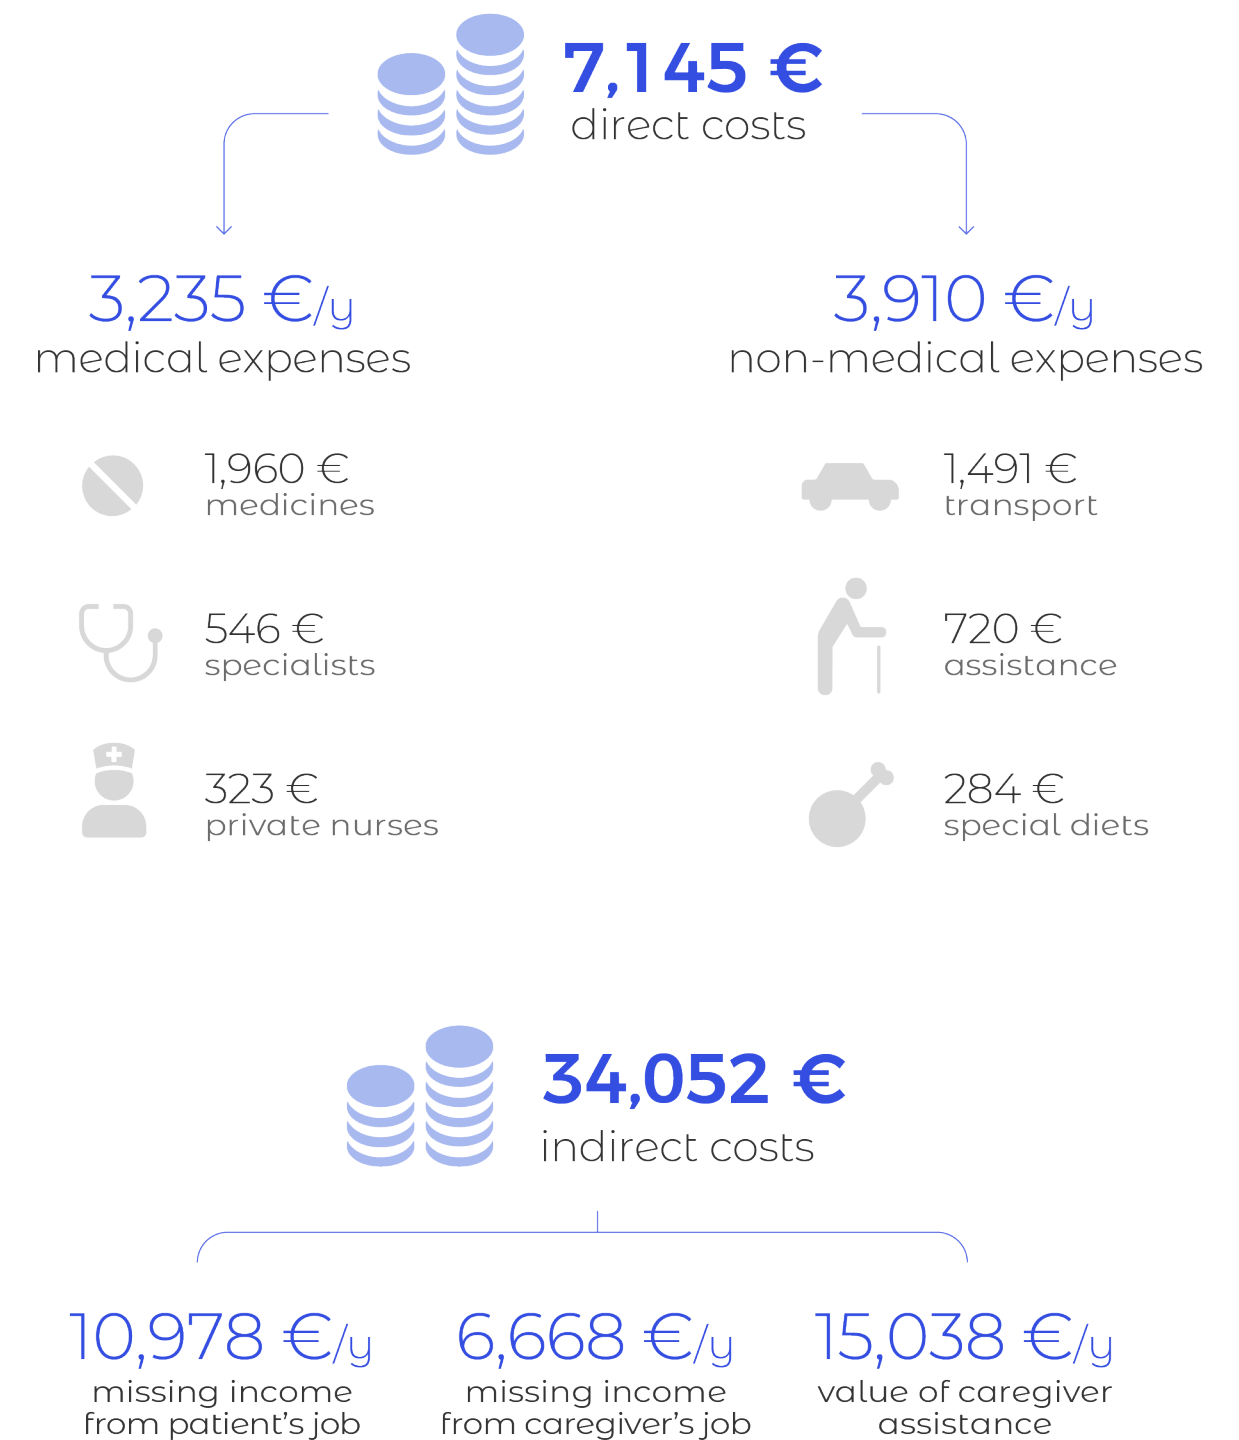 7,145 €
direct costs
3,235 €/y
medical expenses
1,960 €
medicines
546 €
specialists
323 €
private nurses
3,910 €/y
non-medical expenses
1,491 €
transport
720 €
assistance
284 €
special diets
34,052 €
indirect costs
10,978 €/y
missing income
from patient's job
6,668 €/y
missing income
from caregiver's job
15,038 €/y
value of caregiver
assistance